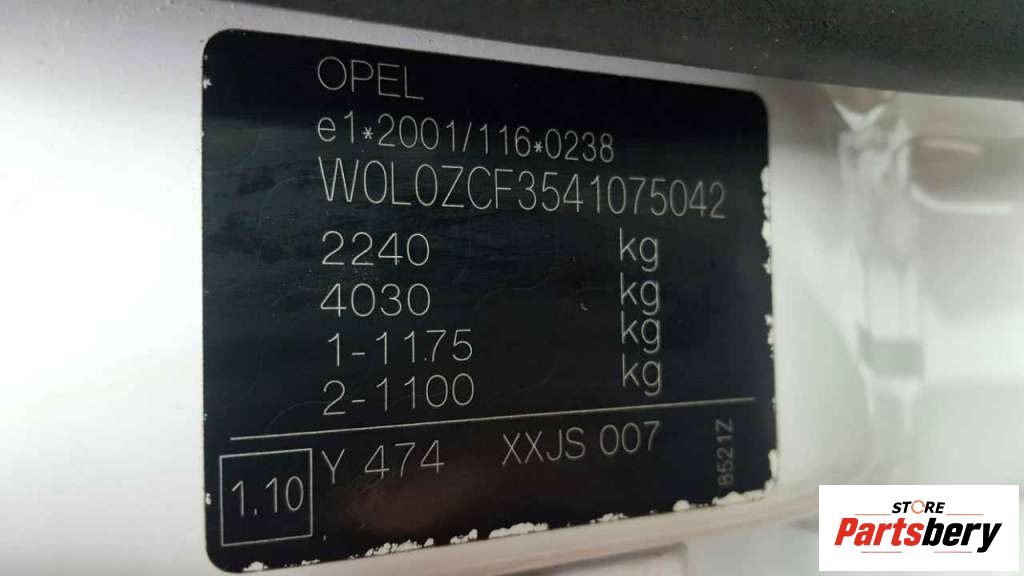 OPEL
e1*2001/116*0238
W0L0ZCF3541075042
2240 kg
4030 kg
1-1175 kg
2-1100 kg
1.10 Y 474 XXJS 007 8521Z
STORE
Partsbery